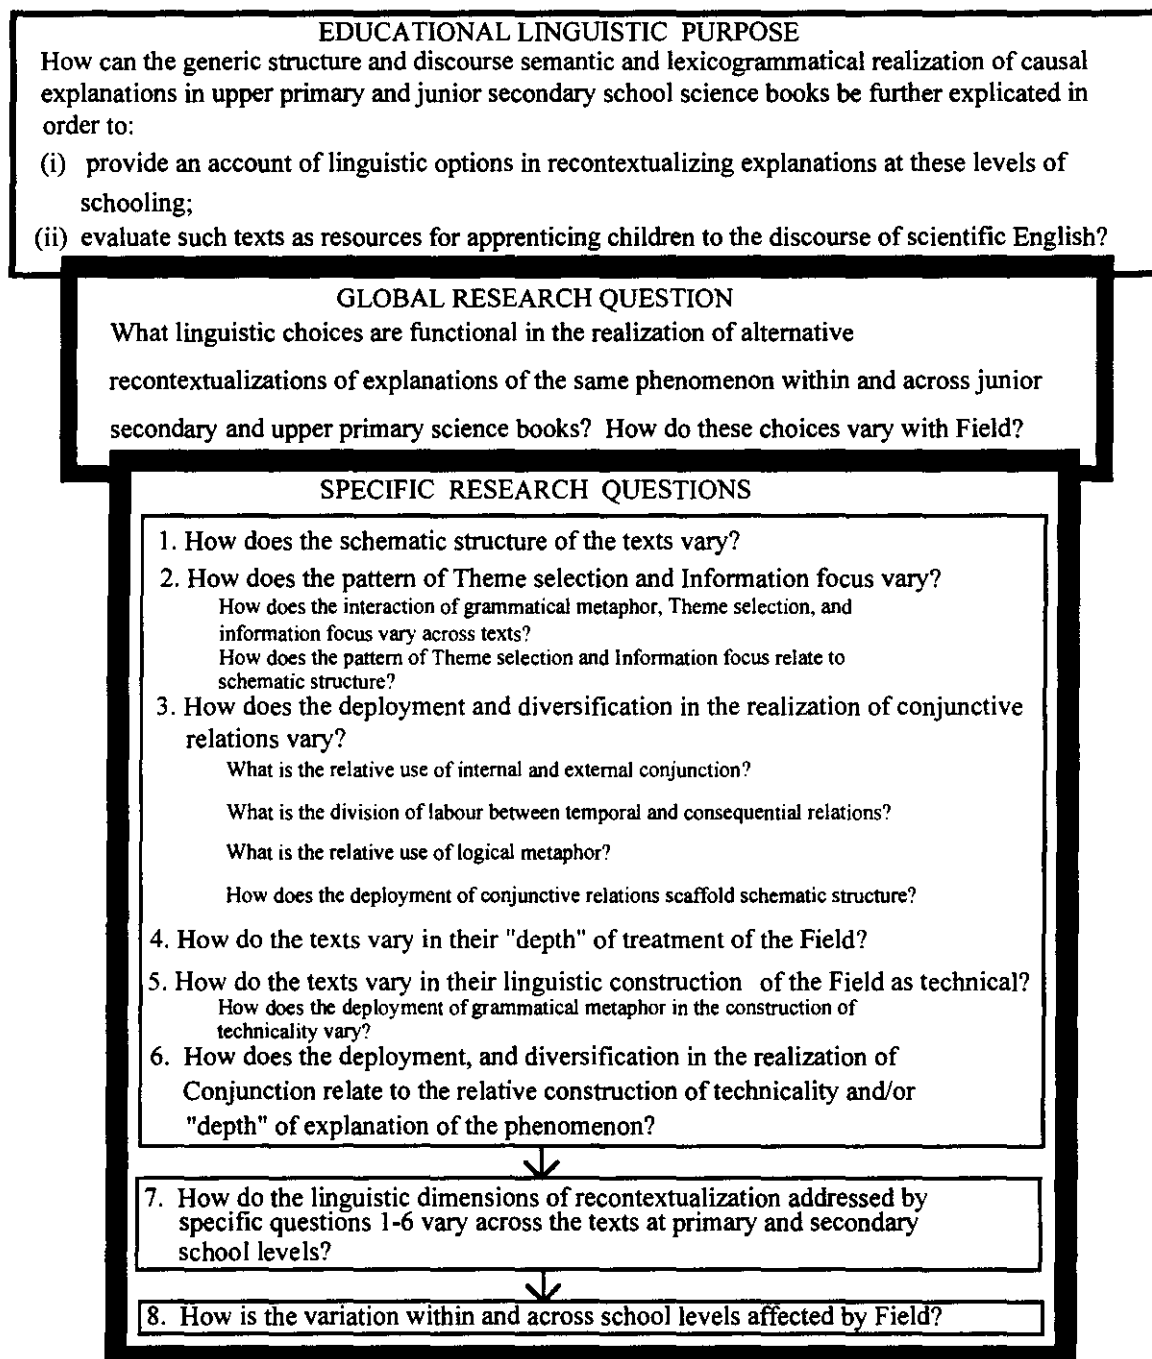 EDUCATIONAL LINGUISTIC PURPOSE
How can the generic structure and discourse semantic and lexicogrammatical realization of causal
explanations in upper primary and junior secondary school science books be further explicated in
order to:
(i) provide an account of linguistic options in recontextualizing explanations at these levels of
schooling;
(ii) evaluate such texts as resources for apprenticing children to the discourse of scientific English?
GLOBAL RESEARCH QUESTION
What linguistic choices are functional in the realization of alternative
recontextualizations of explanations of the same phenomenon within and across junior
secondary and upper primary science books? How do these choices vary with Field?
SPECIFIC RESEARCH QUESTIONS
1. How does the schematic structure of the texts vary?
2. How does the pattern of Theme selection and Information focus vary?
How does the interaction of grammatical metaphor, Theme selection, and
information focus vary across texts?
How does the pattern of Theme selection and Information focus relate to
schematic structure?
3. How does the deployment and diversification in the realization of conjunctive
relations vary?
What is the relative use of internal and external conjunction?
What is the division of labour between temporal and consequential relations?
What is the relative use of logical metaphor?
How does the deployment of conjunctive relations scaffold schematic structure?
4. How do the texts vary in their "depth" of treatment of the Field?
5. How do the texts vary in their linguistic construction of the Field as technical?
How does the deployment of grammatical metaphor in the construction of
technicality vary?
6. How does the deployment, and diversification in the realization of
Conjunction relate to the relative construction of technicality and/or
"depth" of explanation of the phenomenon?
7. How do the linguistic dimensions of recontextualization addressed by
specific questions 1-6 vary across the texts at primary and secondary
school levels?
8. How is the variation within and across school levels affected by Field?